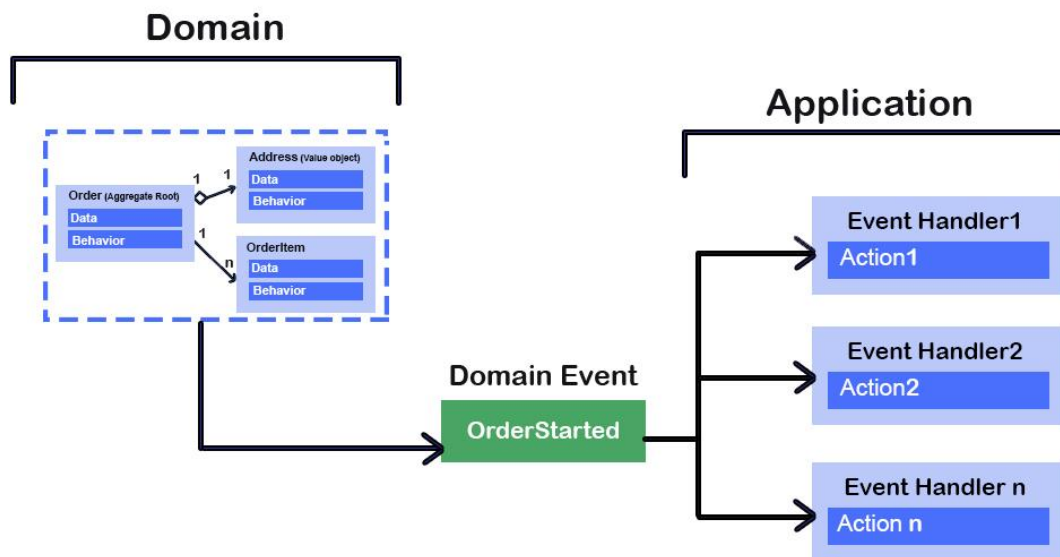 Domain
Application
Address (Value object)
Data
Behavior
1
1
Order (Aggregate Root)
Data
Behavior
1
n
OrderItem
Data
Behavior
Domain Event
OrderStarted
Event Handler1
Action1
Event Handler2
Action2
Event Handler n
Action n